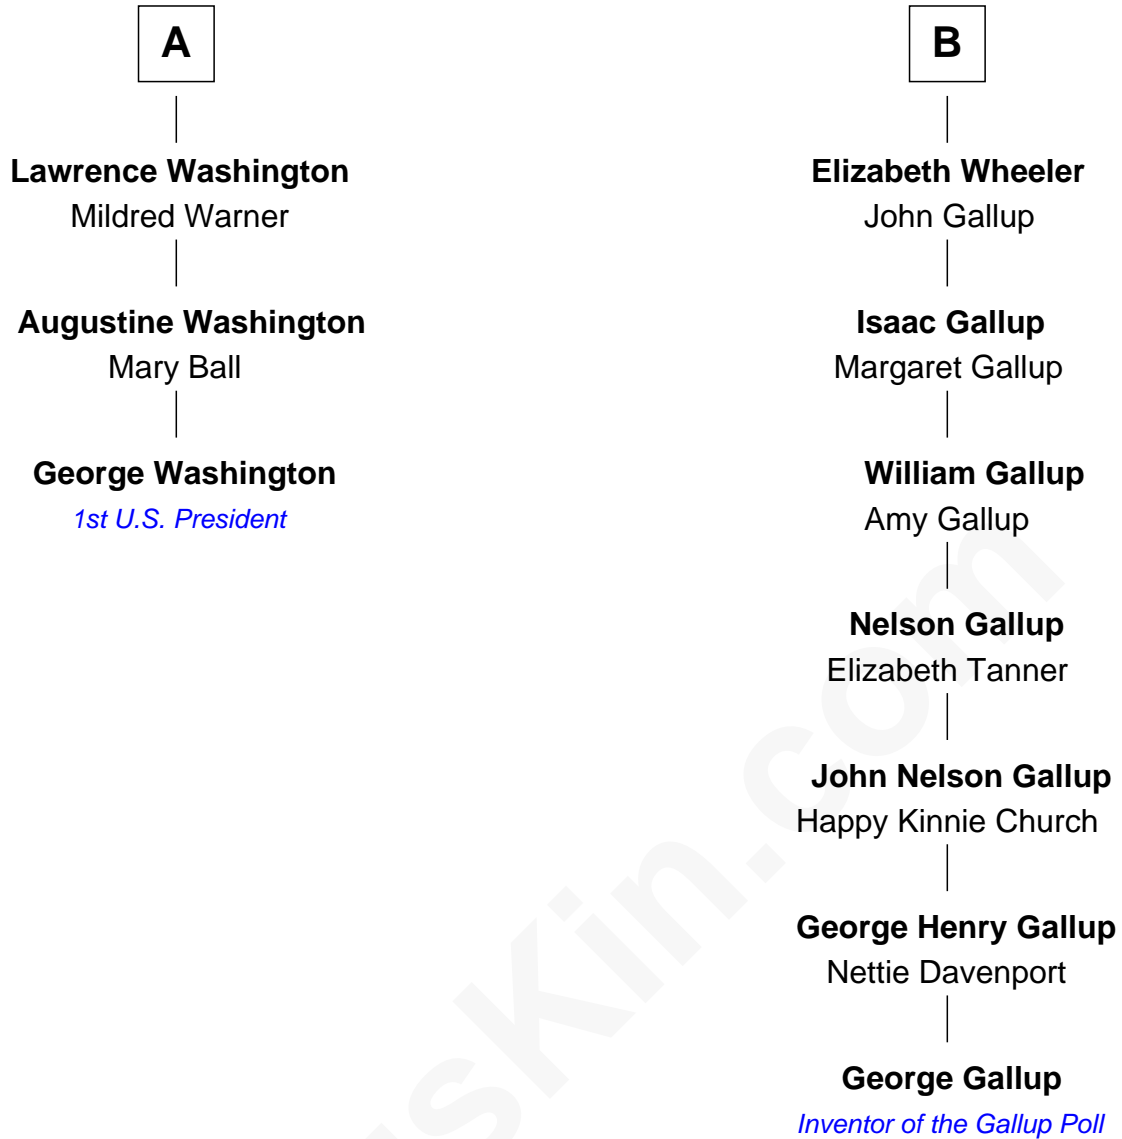 A
Lawrence Washington
Mildred Warner
Augustine Washington
Mary Ball
George Washington
1st U.S. President
B
Elizabeth Wheeler
John Gallup
Isaac Gallup
Margaret Gallup
William Gallup
Amy Gallup
Nelson Gallup
Elizabeth Tanner
John Nelson Gallup
Happy Kinnie Church
George Henry Gallup
Nettie Davenport
George Gallup
Inventor of the Gallup Poll